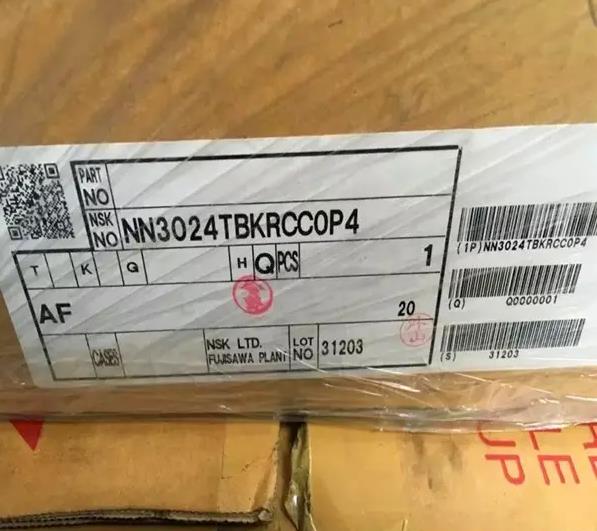 PART NO
NSK NO NN3024TBKRCC0P4
T K Q H Q PCS 1
AF 20
CASES NSK LTD. FUJISAWA PLANT LOT NO 31203
(1P)NN3024TBKRCC0P4
(Q) Q0000001
(S) 31203
UP